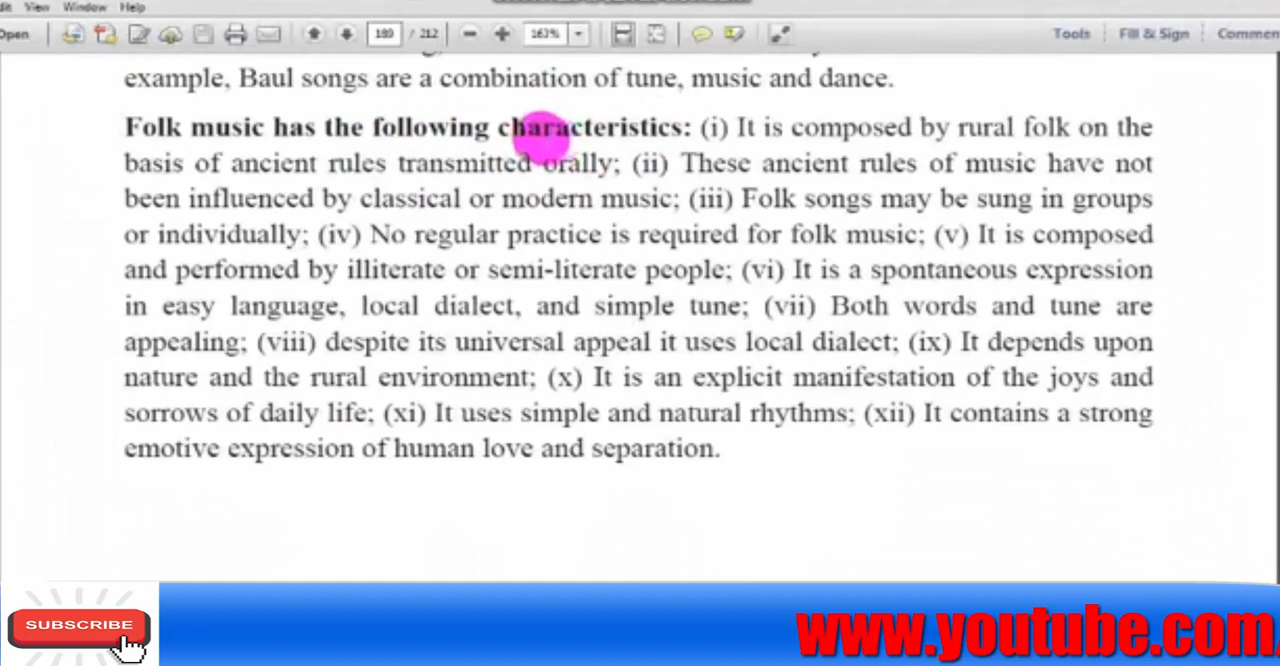 View Window Help
Open 189 / 212 163% Tools Fill & Sign Commen
example, Baul songs are a combination of tune, music and dance.
Folk music has the following characteristics: (i) It is composed by rural folk on the
basis of ancient rules transmitted orally; (ii) These ancient rules of music have not
been influenced by classical or modern music; (iii) Folk songs may be sung in groups
or individually; (iv) No regular practice is required for folk music; (v) It is composed
and performed by illiterate or semi-literate people; (vi) It is a spontaneous expression
in easy language, local dialect, and simple tune; (vii) Both words and tune are
appealing; (viii) despite its universal appeal it uses local dialect; (ix) It depends upon
nature and the rural environment; (x) It is an explicit manifestation of the joys and
sorrows of daily life; (xi) It uses simple and natural rhythms; (xii) It contains a strong
emotive expression of human love and separation.
SUBSCRIBE
www.youtube.com